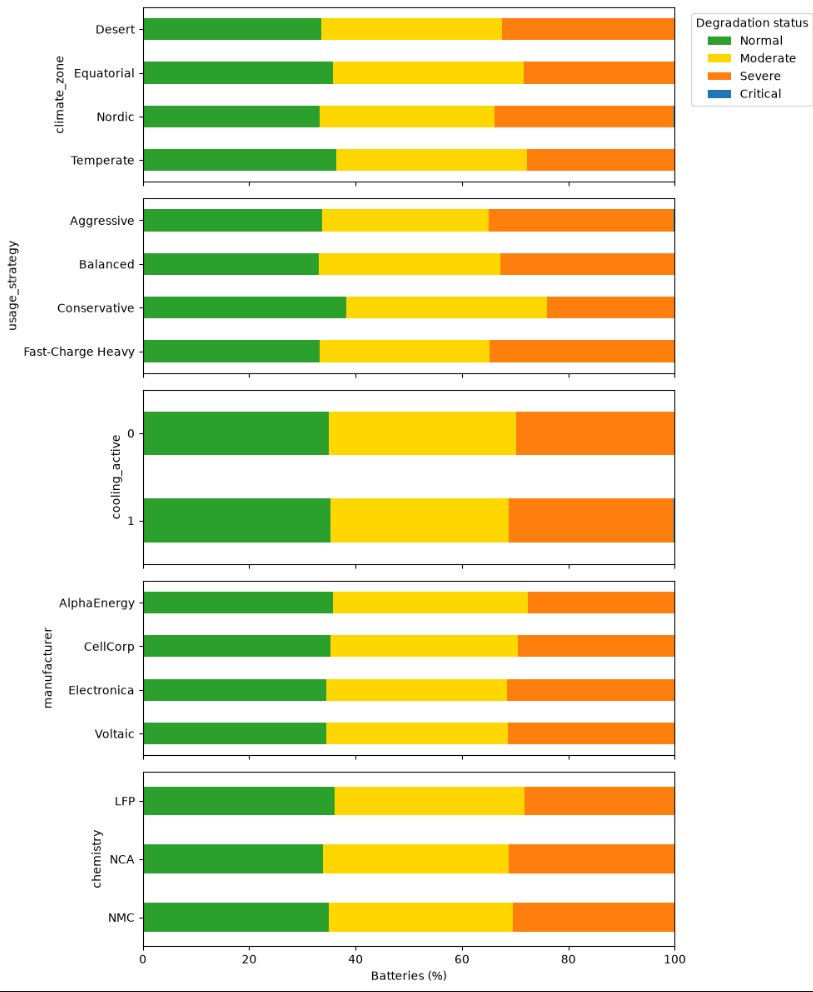 Degradation status
Normal
Moderate
Severe
Critical
climate_zone
Desert
Equatorial
Nordic
Temperate
usage_strategy
Aggressive
Balanced
Conservative
Fast-Charge Heavy
cooling_active
0
1
manufacturer
AlphaEnergy
CellCorp
Electronica
Voltaic
chemistry
LFP
NCA
NMC
0 20 40 60 80 100
Batteries (%)